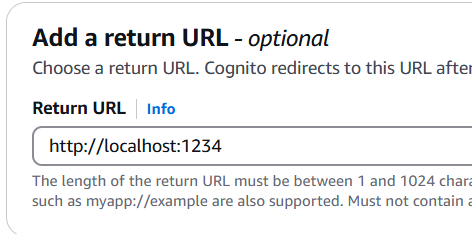 Add a return URL - optional
Choose a return URL. Cognito redirects to this URL after
Return URL Info
http://localhost:1234
The length of the return URL must be between 1 and 1024 chara
such as myapp://example are also supported. Must not contain a